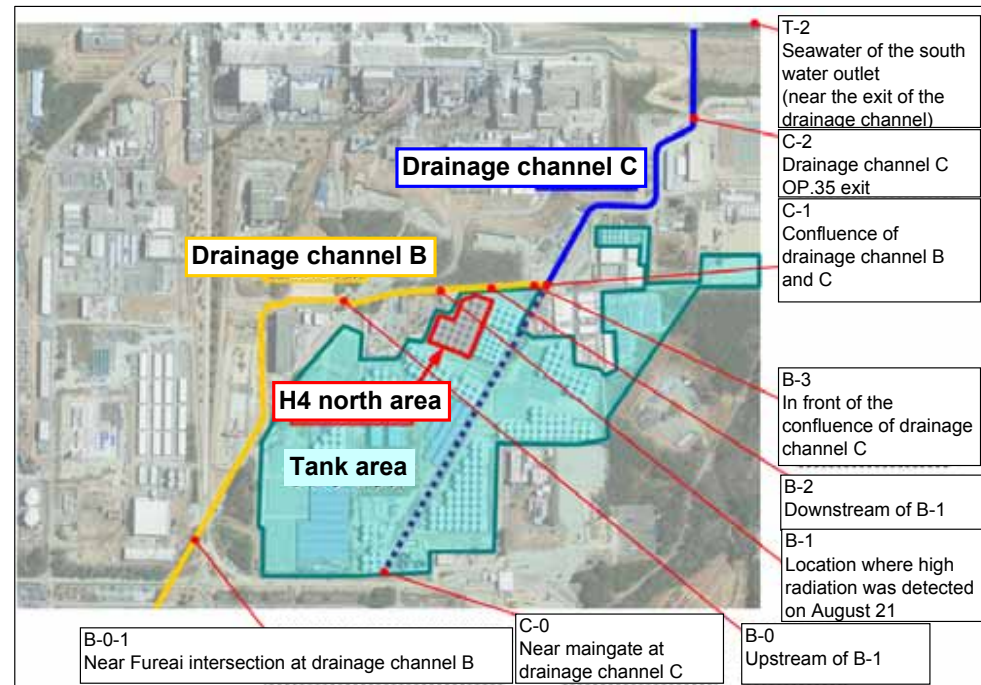 T-2
Seawater of the south
water outlet
(near the exit of the
drainage channel)
C-2
Drainage channel C
OP.35 exit
C-1
Confluence of
drainage channel B
and C
Drainage channel C
Drainage channel B
H4 north area
Tank area
B-3
In front of the
confluence of drainage
channel C
B-2
Downstream of B-1
B-1
Location where high
radiation was detected
on August 21
B-0-1
Near Fureai intersection at drainage channel B
C-0
Near maingate at
drainage channel C
B-0
Upstream of B-1